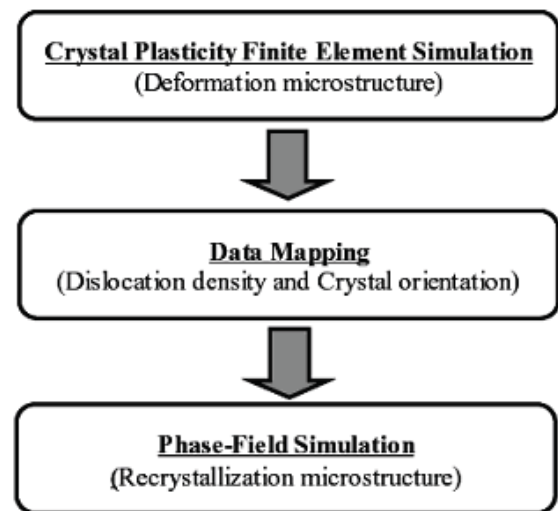 Crystal Plasticity Finite Element Simulation
(Deformation microstructure)
Data Mapping
(Dislocation density and Crystal orientation)
Phase-Field Simulation
(Recrystallization microstructure)